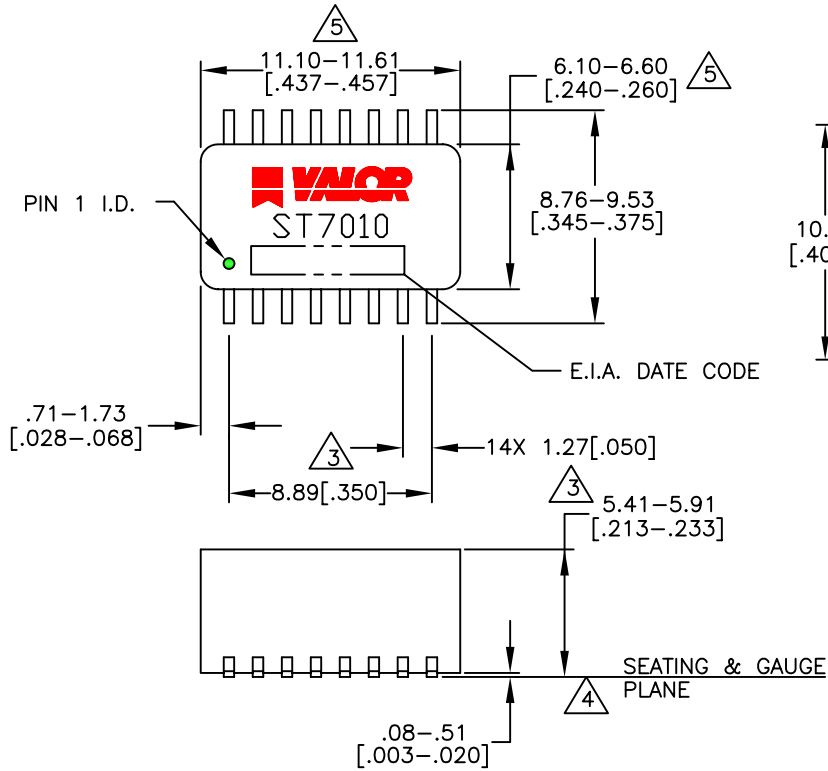 5
11.10–11.61
[.437–.457]
6.10–6.60
[.240–.260]
5
PIN 1 I.D.
VALOR
ST7010
8.76–9.53
[.345–.375]
10.
[.40
E.I.A. DATE CODE
.71–1.73
[.028–.068]
3
14X 1.27[.050]
8.89[.350]
3
5.41–5.91
[.213–.233]
SEATING & GAUGE
PLANE
4
.08–.51
[.003–.020]